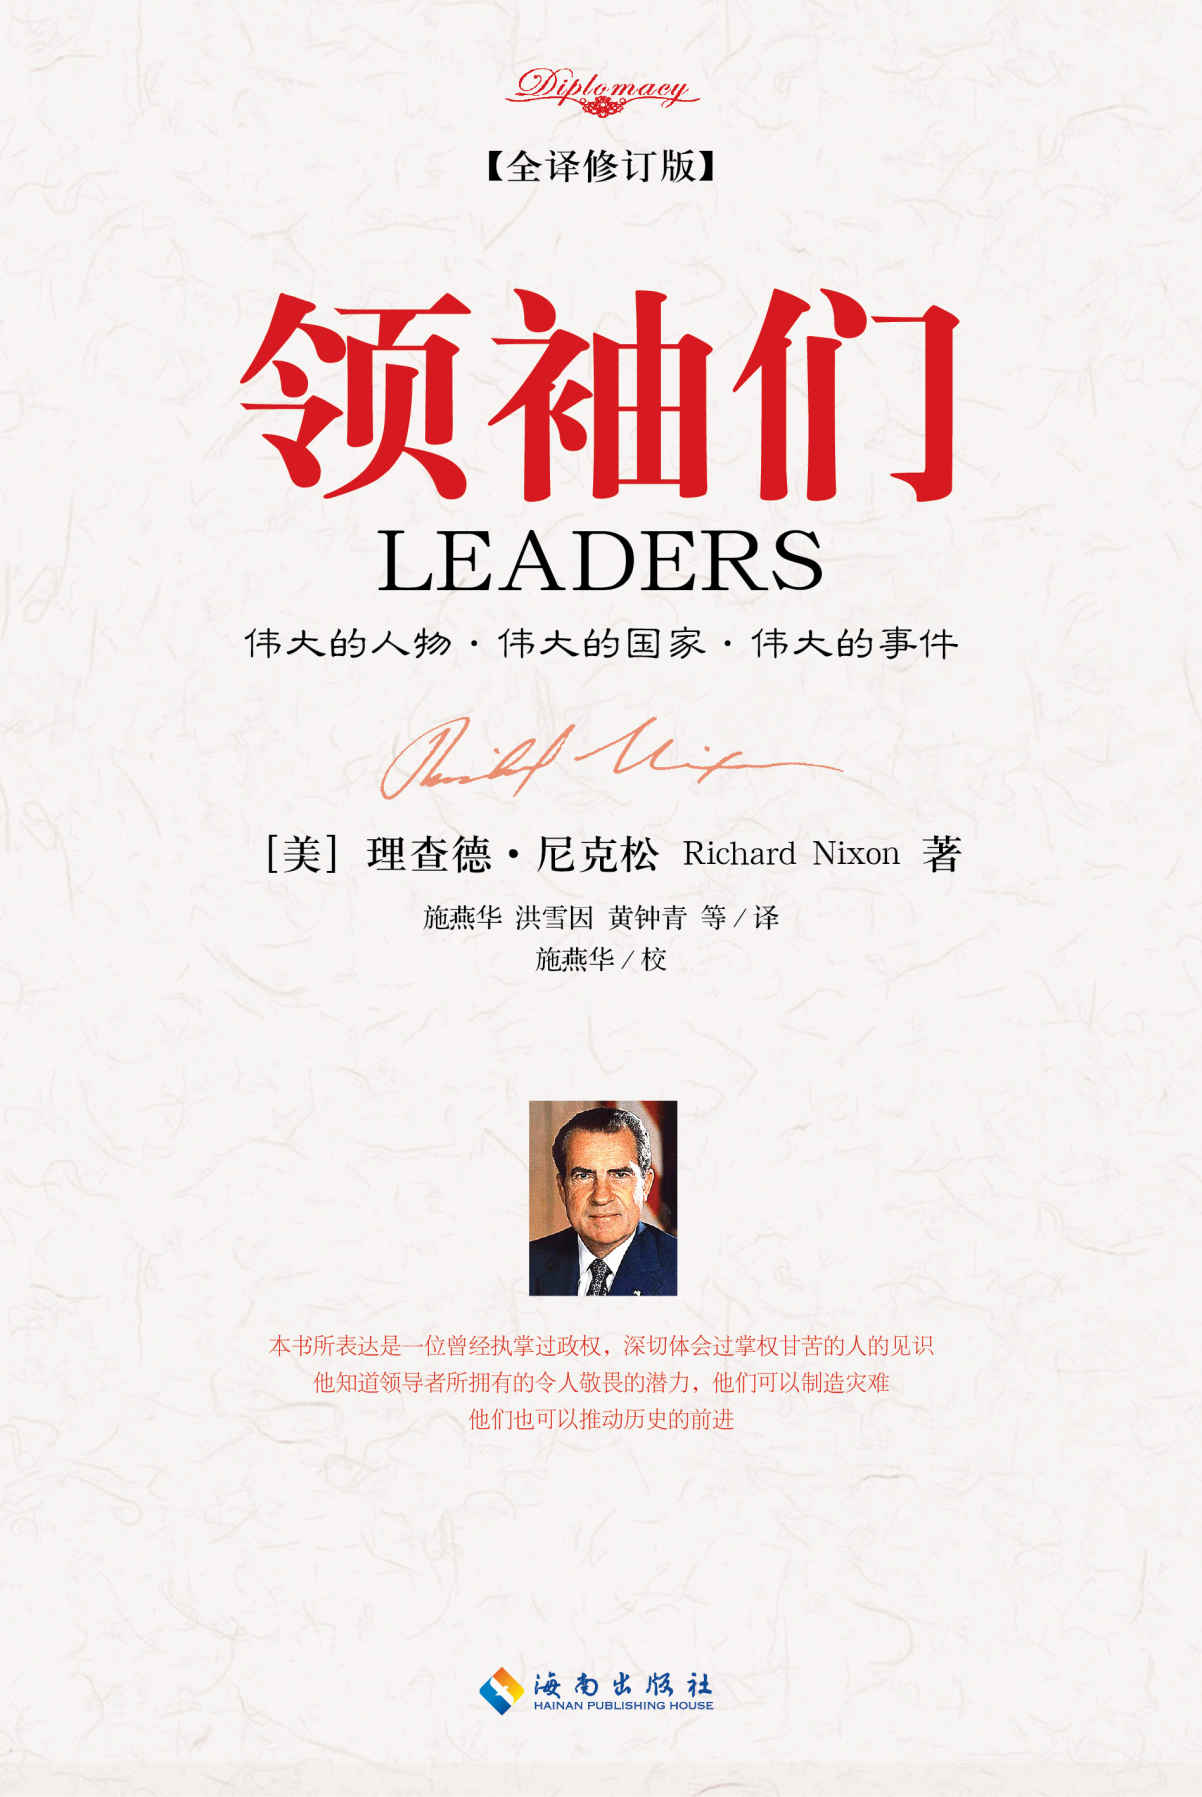 Diplomacy
【全译修订版】
领袖们
LEADERS
伟大的人物·伟大的国家·伟大的事件
Richard Nixon
［美］ 理查德·尼克松 Richard Nixon 著
施燕华 洪雪因 黄钟青 等/译
施燕华/校
本书所表达是一位曾经执掌过政权，深切体会过掌权甘苦的人的见识
他知道领导者所拥有的令人敬畏的潜力，他们可以制造灾难
他们也可以推动历史的前进
海南出版社
HAINAN PUBLISHING HOUSE